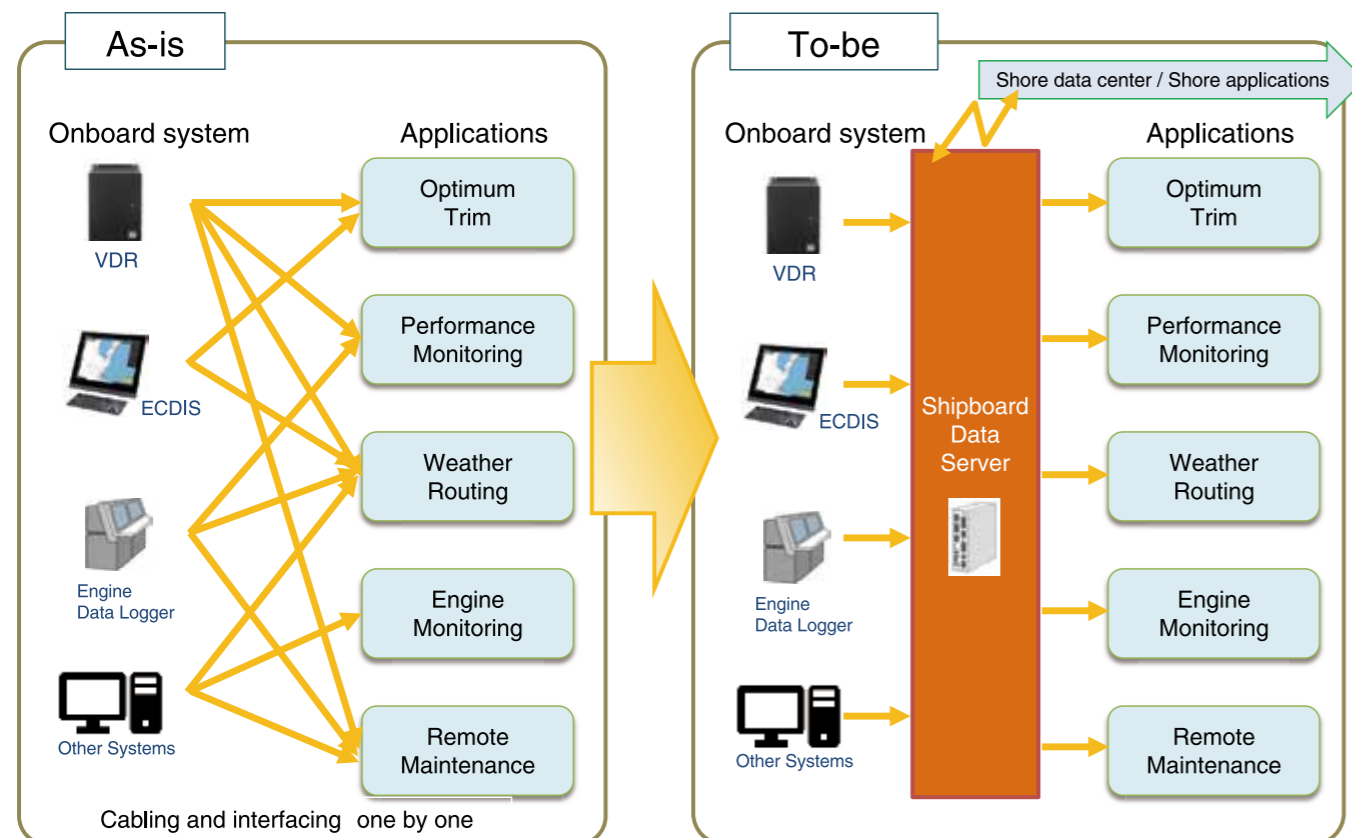 As-is
Onboard system
Applications
VDR
ECDIS
Engine
Data Logger
Other Systems
Optimum
Trim
Performance
Monitoring
Weather
Routing
Engine
Monitoring
Remote
Maintenance
Cabling and interfacing one by one
To-be
Shore data center / Shore applications
Onboard system
Applications
VDR
ECDIS
Engine
Data Logger
Other Systems
Shipboard
Data
Server
Optimum
Trim
Performance
Monitoring
Weather
Routing
Engine
Monitoring
Remote
Maintenance